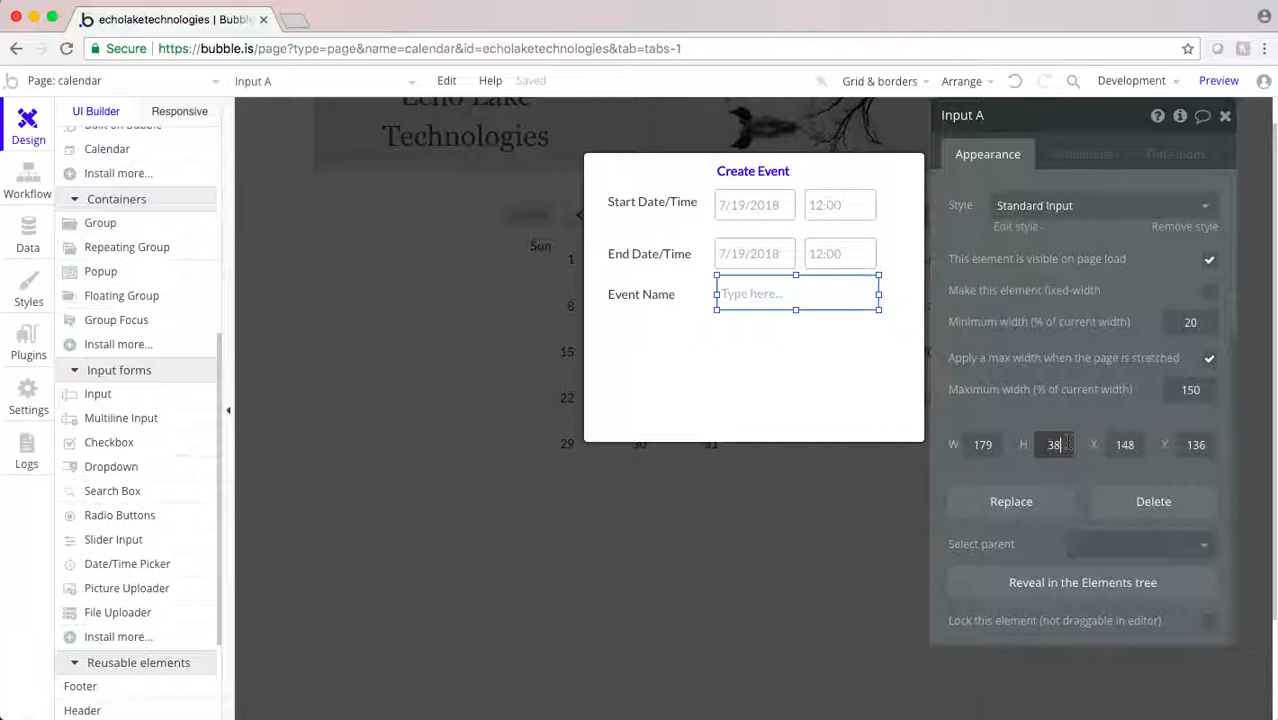 echolaketechnologies | Bubble
Secure https://bubble.is/page?type=page&name=calendar&id=echolaketechnologies&tab=tabs-1
Page: calendar
Input A
Edit
Help
Saved
Grid & borders
Arrange
Development
Preview
Design
Workflow
Data
Styles
Plugins
Settings
Logs
UI Builder
Responsive
Built on Bubble
Calendar
Install more...
Containers
Group
Repeating Group
Popup
Floating Group
Group Focus
Install more...
Input forms
Input
Multiline Input
Checkbox
Dropdown
Search Box
Radio Buttons
Slider Input
Date/Time Picker
Picture Uploader
File Uploader
Install more...
Reusable elements
Footer
Header
Echo Lake
Technologies
Sun
1
8
15
22
29 30 31
Create Event
Start Date/Time 7/19/2018 12:00
End Date/Time 7/19/2018 12:00
Event Name Type here...
Input A
Appearance
Style Standard Input
Edit style Remove style
This element is visible on page load
Make this element fixed-width
Minimum width (% of current width) 20
Apply a max width when the page is stretched
Maximum width (% of current width) 150
W 179 H 38 X 148 Y 136
Replace Delete
Select parent
Reveal in the Elements tree
Lock this element (not draggable in editor)